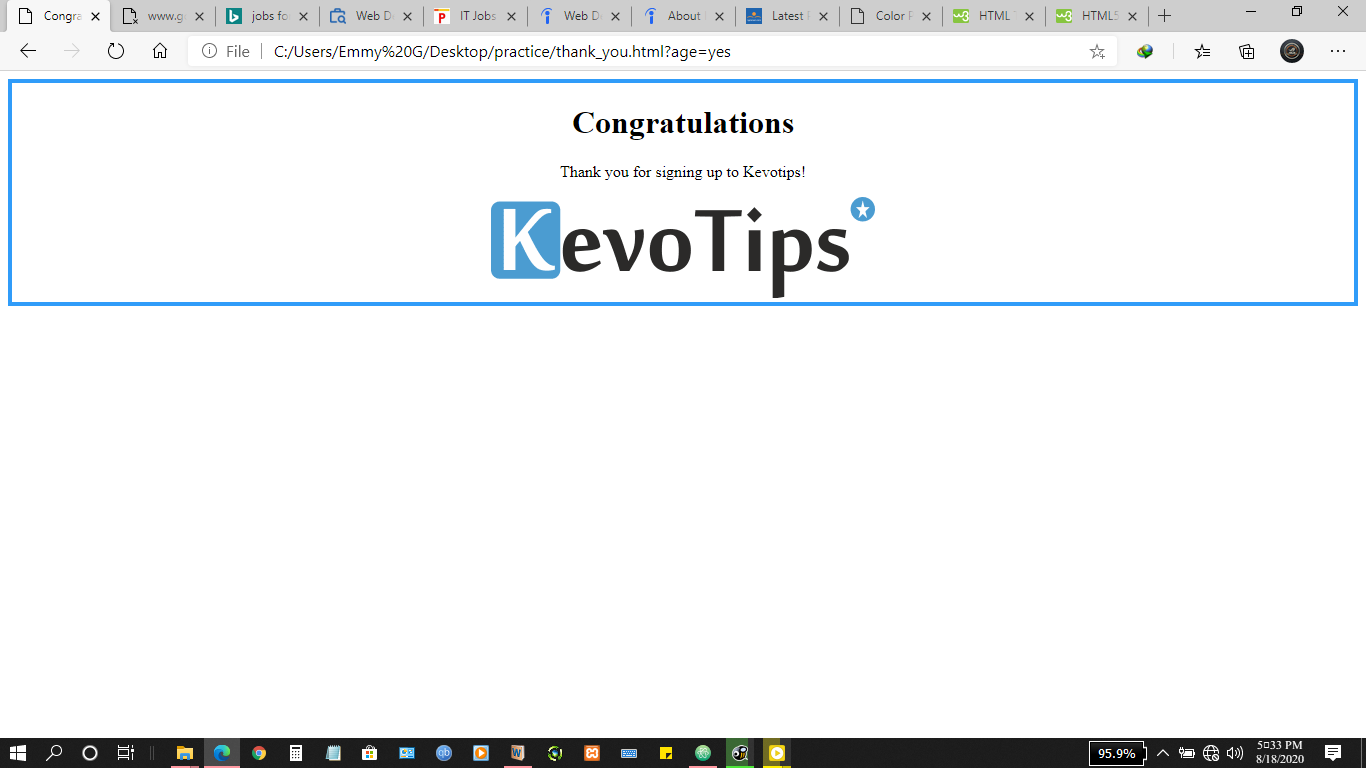 Congra
www.g
jobs fo
Web De
IT Jobs
Web D
About
Latest
Color P
HTML
HTML5
File
C:/Users/Emmy%20G/Desktop/practice/thank_you.html?age=yes
Congratulations
Thank you for signing up to Kevotips!
KevoTips
95.9%
5□33 PM
8/18/2020